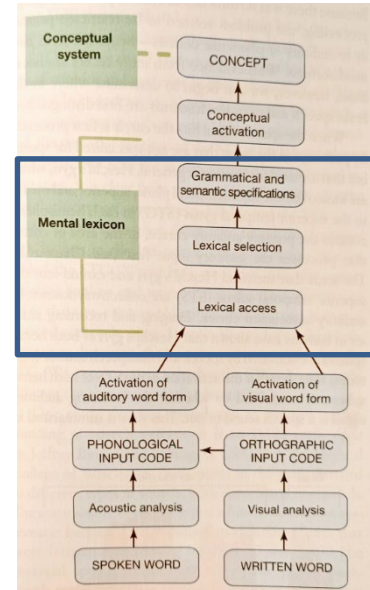 Conceptual
system
CONCEPT
Conceptual
activation
Grammatical and
semantic specifications
Mental lexicon
Lexical selection
Lexical access
Activation of
auditory word form
Activation of
visual word form
PHONOLOGICAL
INPUT CODE
ORTHOGRAPHIC
INPUT CODE
Acoustic analysis
Visual analysis
SPOKEN WORD
WRITTEN WORD